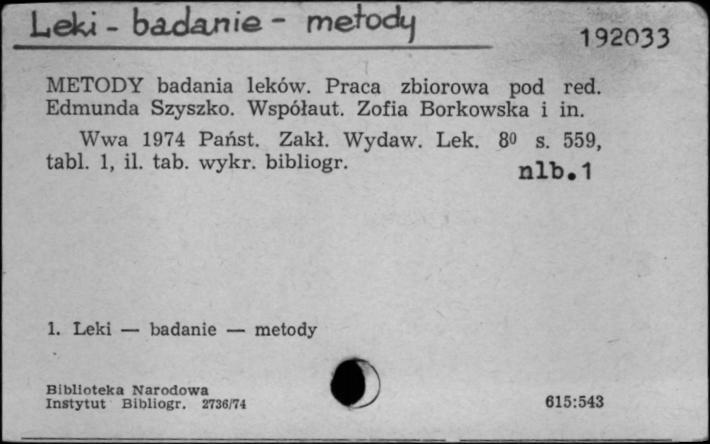 Leki - badanie - metody
192033
METODY badania leków. Praca zbiorowa pod red.
Edmunda Szyszko. Współaut. Zofia Borkowska i in.
Wwa 1974 Państ. Zakł. Wydaw. Lek. 8⁰ s. 559,
tabl. 1, il. tab. wykr. bibliogr.
nlb.1
1. Leki — badanie — metody
Biblioteka Narodowa
Instytut Bibliogr. 2736/74
615:543